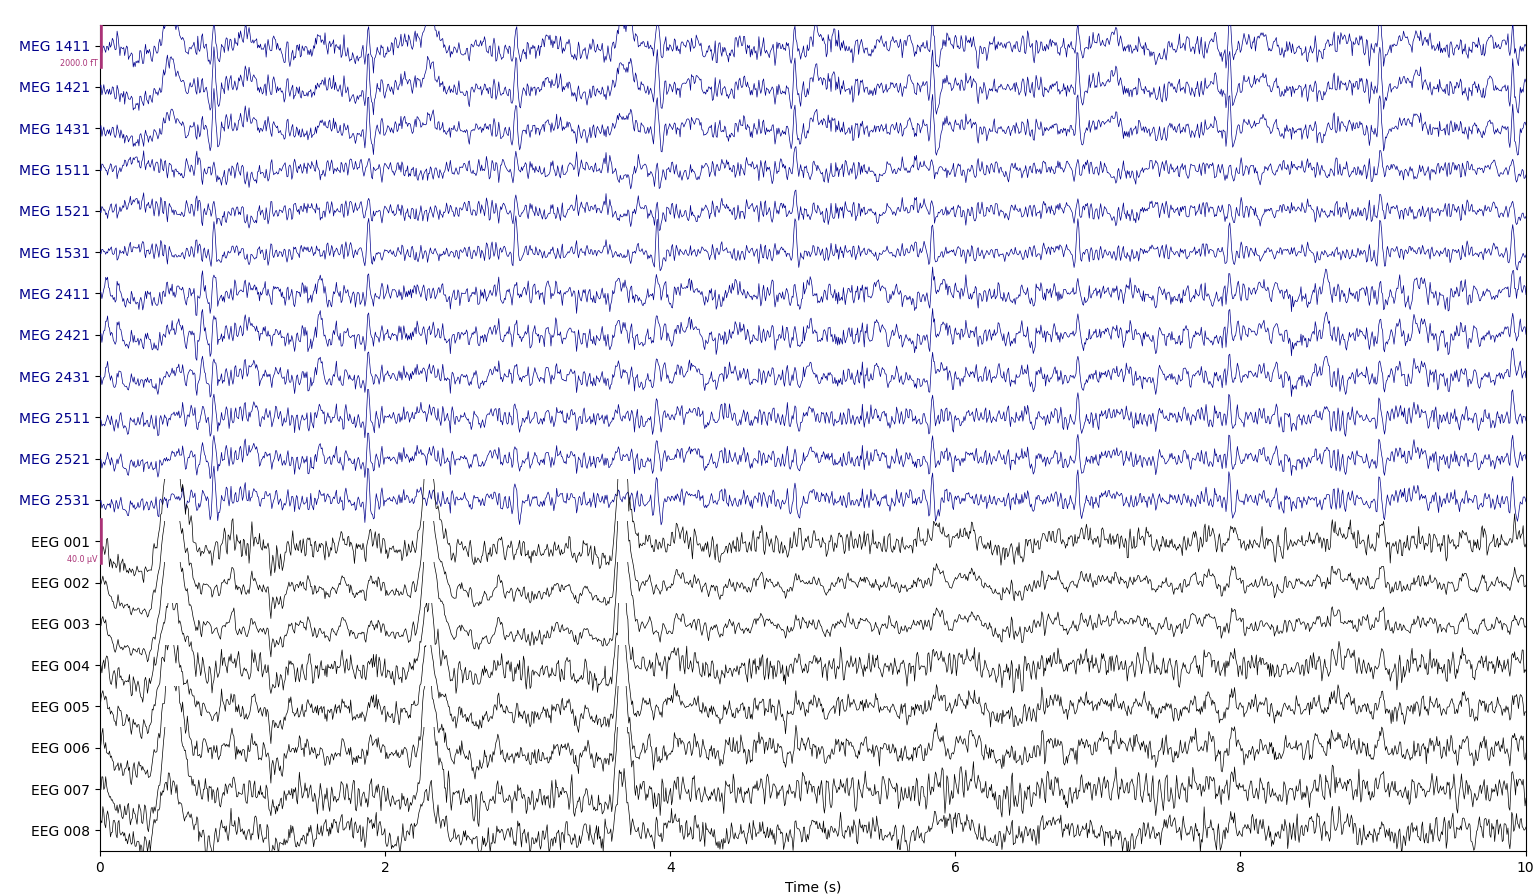 MEG 1411
2000.0 fT
MEG 1421
MEG 1431
MEG 1511
MEG 1521
MEG 1531
MEG 2411
MEG 2421
MEG 2431
MEG 2511
MEG 2521
MEG 2531
EEG 001
40.0 µV
EEG 002
EEG 003
EEG 004
EEG 005
EEG 006
EEG 007
EEG 008
0 2 4 6 8 10
Time (s)